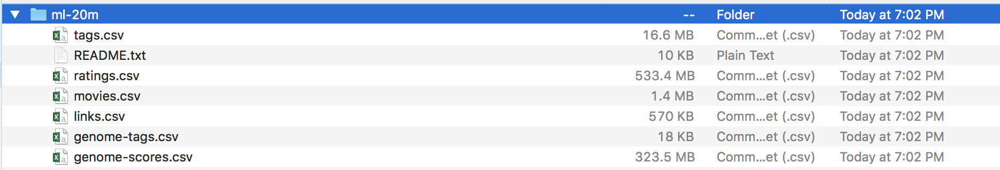 ml-20m -- Folder Today at 7:02 PM
tags.csv 16.6 MB Comm...et (.csv) Today at 7:02 PM
README.txt 10 KB Plain Text Today at 7:02 PM
ratings.csv 533.4 MB Comm...et (.csv) Today at 7:02 PM
movies.csv 1.4 MB Comm...et (.csv) Today at 7:02 PM
links.csv 570 KB Comm...et (.csv) Today at 7:02 PM
genome-tags.csv 18 KB Comm...et (.csv) Today at 7:02 PM
genome-scores.csv 323.5 MB Comm...et (.csv) Today at 7:02 PM